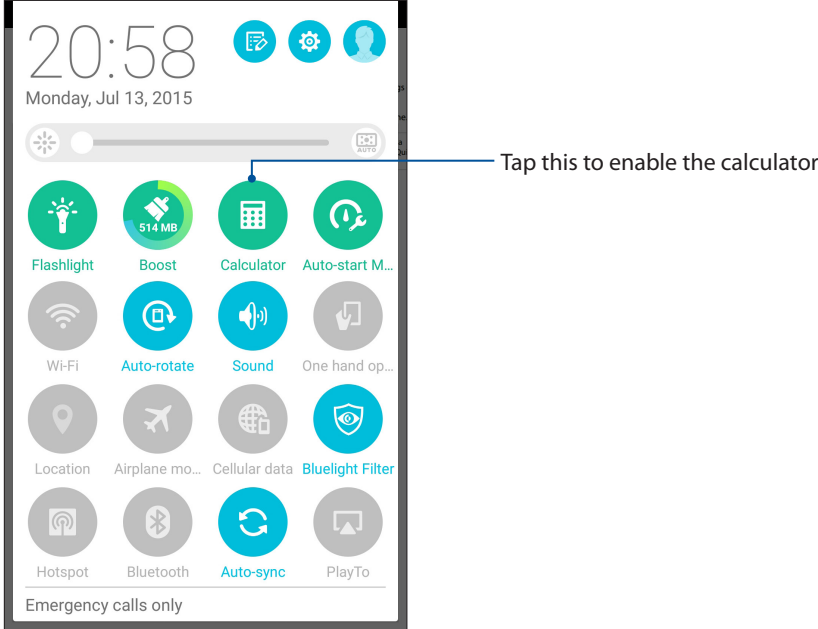 20:58
Monday, Jul 13, 2015
AUTO
Tap this to enable the calculator
514 MB
Flashlight Boost Calculator Auto-start M...
Wi-Fi Auto-rotate Sound One hand op...
Location Airplane mo... Cellular data Bluelight Filter
Hotspot Bluetooth Auto-sync PlayTo
Emergency calls only